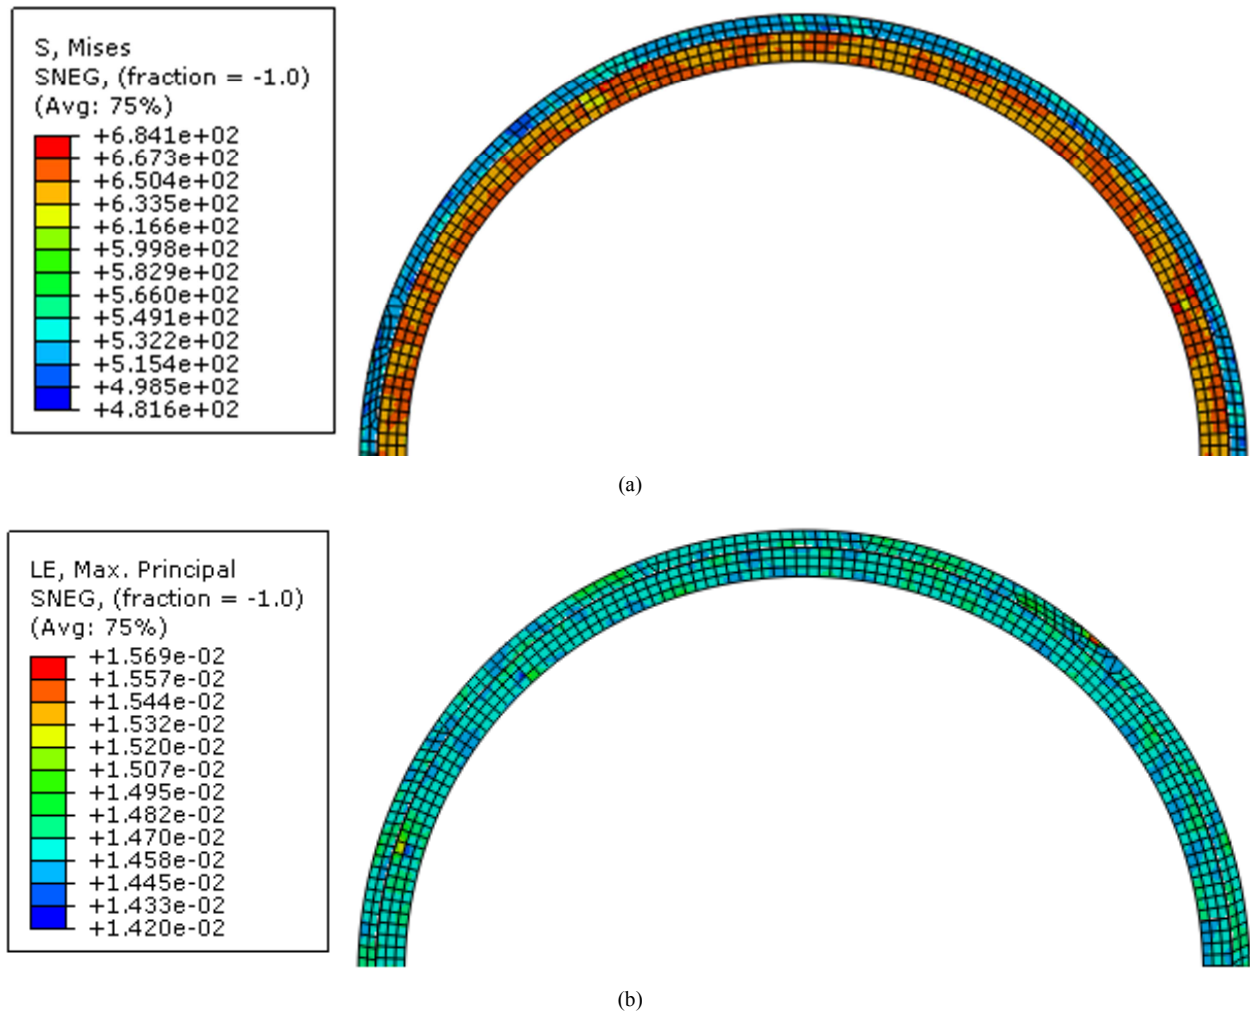 S, Mises
SNEG, (fraction = -1.0)
(Avg: 75%)
+6.841e+02
+6.673e+02
+6.504e+02
+6.335e+02
+6.166e+02
+5.998e+02
+5.829e+02
+5.660e+02
+5.491e+02
+5.322e+02
+5.154e+02
+4.985e+02
+4.816e+02
(a)
LE, Max. Principal
SNEG, (fraction = -1.0)
(Avg: 75%)
+1.569e-02
+1.557e-02
+1.544e-02
+1.532e-02
+1.520e-02
+1.507e-02
+1.495e-02
+1.482e-02
+1.470e-02
+1.458e-02
+1.445e-02
+1.433e-02
+1.420e-02
(b)